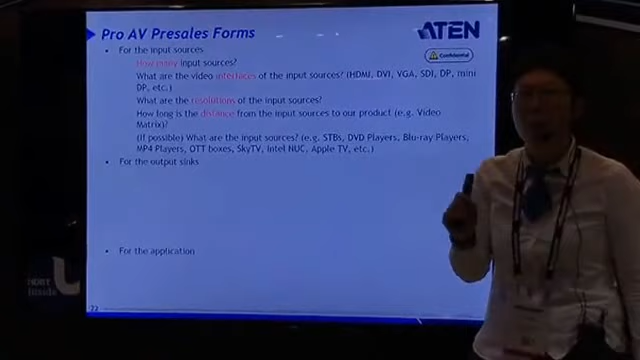 Pro AV Presales Forms
ATEN
Confidential
• For the input sources
How many input sources?
What are the video interfaces of the input sources? (HDMI, DVI, VGA, SDI, DP, mini
DP, etc.)
What are the resolutions of the input sources?
How long is the distance from the input sources to our product (e.g. Video
Matrix)?
(If possible) What are the input sources? (e.g. STBs, DVD Players, Blu-ray Players,
MP4 Players, OTT boxes, SkyTV, Intel NUC, Apple TV, etc.)
• For the output sinks
• For the application
22